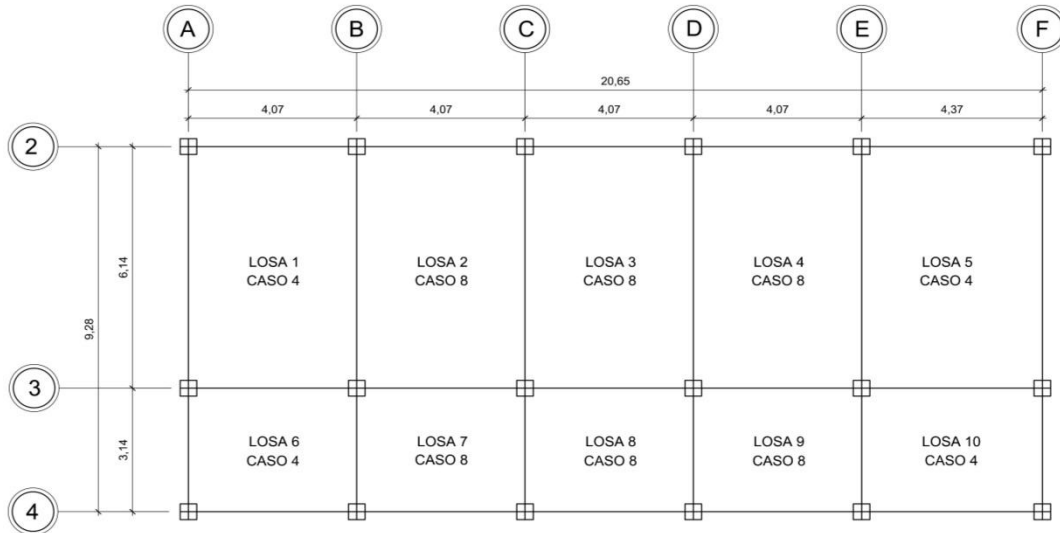 A B C D E F
20,65
4,07 4,07 4,07 4,07 4,37
2
6,14
9,28
LOSA 1 LOSA 2 LOSA 3 LOSA 4 LOSA 5
CASO 4 CASO 8 CASO 8 CASO 8 CASO 4
3
3,14
LOSA 6 LOSA 7 LOSA 8 LOSA 9 LOSA 10
CASO 4 CASO 8 CASO 8 CASO 8 CASO 4
4